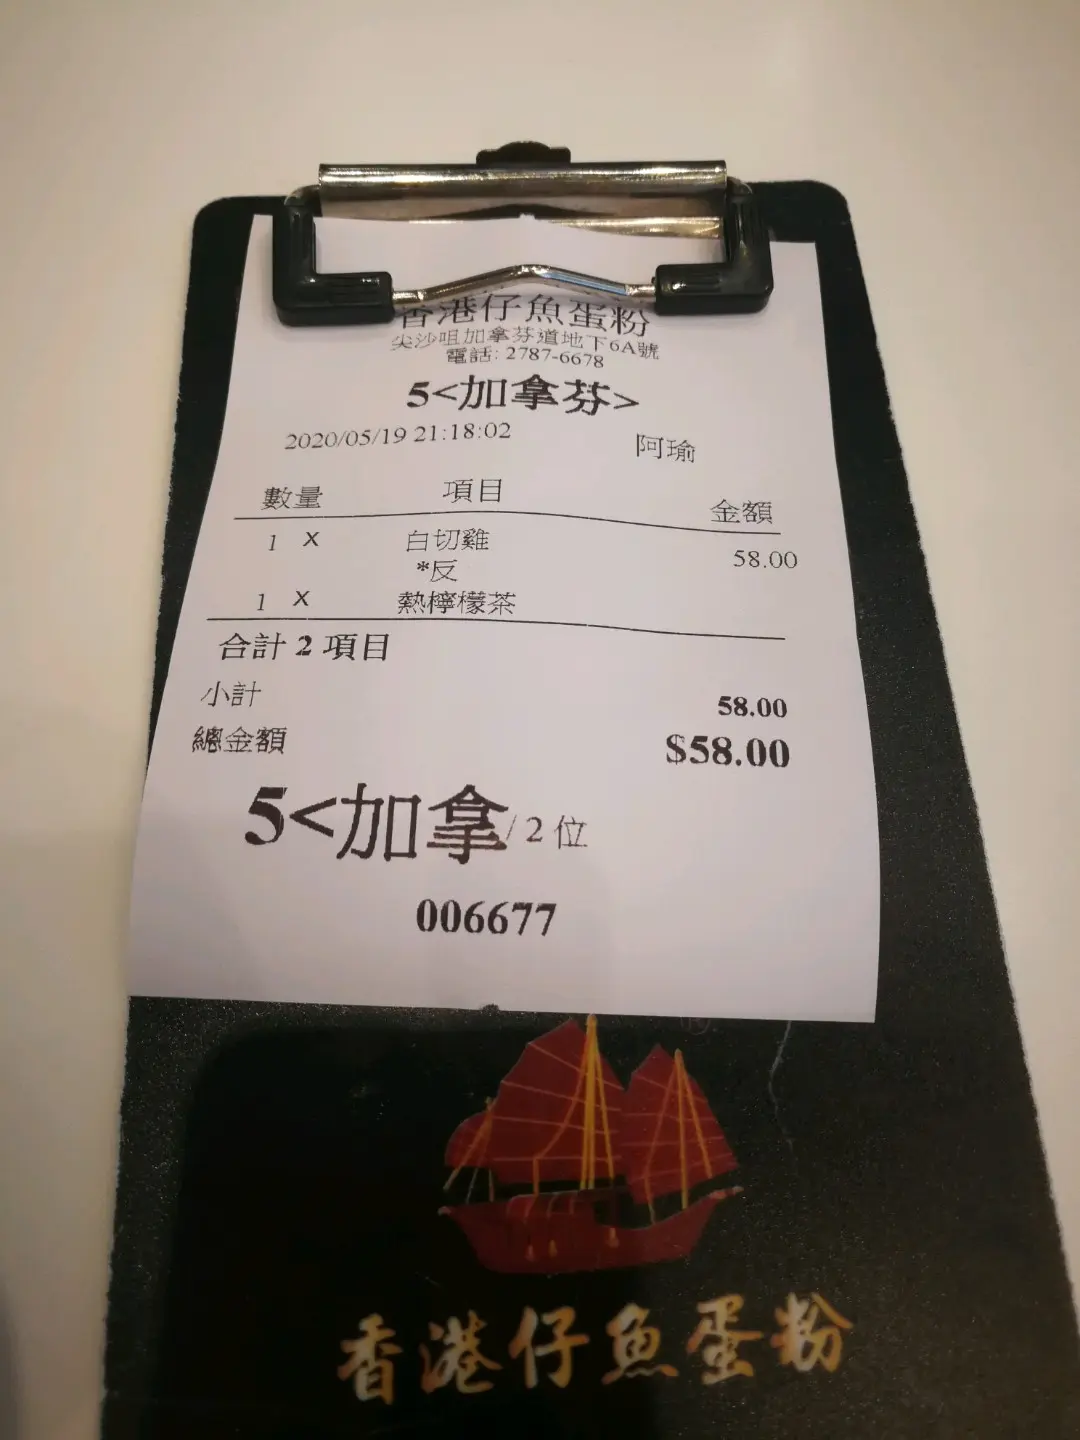 香港仔魚蛋粉
尖沙咀加拿芬道地下6A號
電話: 2787-6678
5<加拿芬>
2020/05/19 21:18:02 阿瑜
數量 項目 金額
1 X 白切雞 58.00
*反
1 X 熱檸檬茶
合計 2 項目
小計 58.00
總金額 $58.00
5<加拿/ 2 位
006677
香港仔魚蛋粉